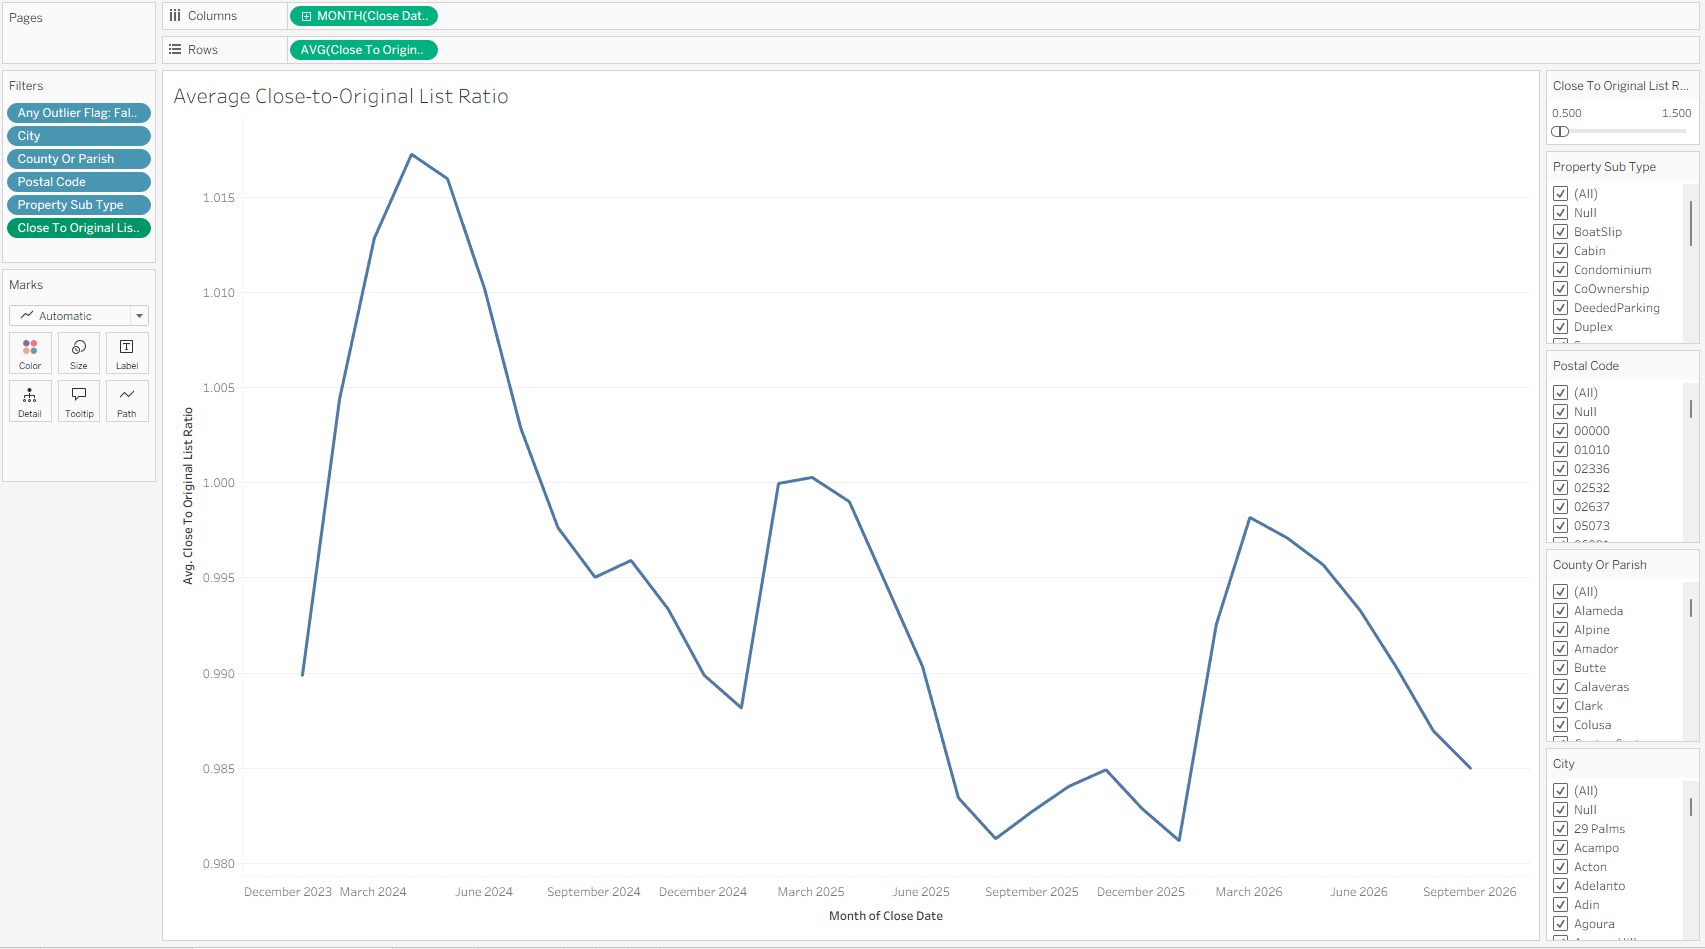 Pages
Columns
MONTH(Close Dat..
Rows
AVG(Close To Origin..
Filters
Any Outlier Flag: Fal..
City
County Or Parish
Postal Code
Property Sub Type
Close To Original Lis..
Marks
Automatic
Color
Size
Label
Detail
Tooltip
Path
Average Close-to-Original List Ratio
Avg. Close To Original List Ratio
1.015
1.010
1.005
1.000
0.995
0.990
0.985
0.980
December 2023
March 2024
June 2024
September 2024
December 2024
March 2025
June 2025
September 2025
December 2025
March 2026
June 2026
September 2026
Month of Close Date
Close To Original List R...
0.500
1.500
Property Sub Type
(All)
Null
BoatSlip
Cabin
Condominium
CoOwnership
DeededParking
Duplex
Postal Code
(All)
Null
00000
01010
02336
02532
02637
05073
County Or Parish
(All)
Alameda
Alpine
Amador
Butte
Calaveras
Clark
Colusa
City
(All)
Null
29 Palms
Acampo
Acton
Adelanto
Adin
Agoura